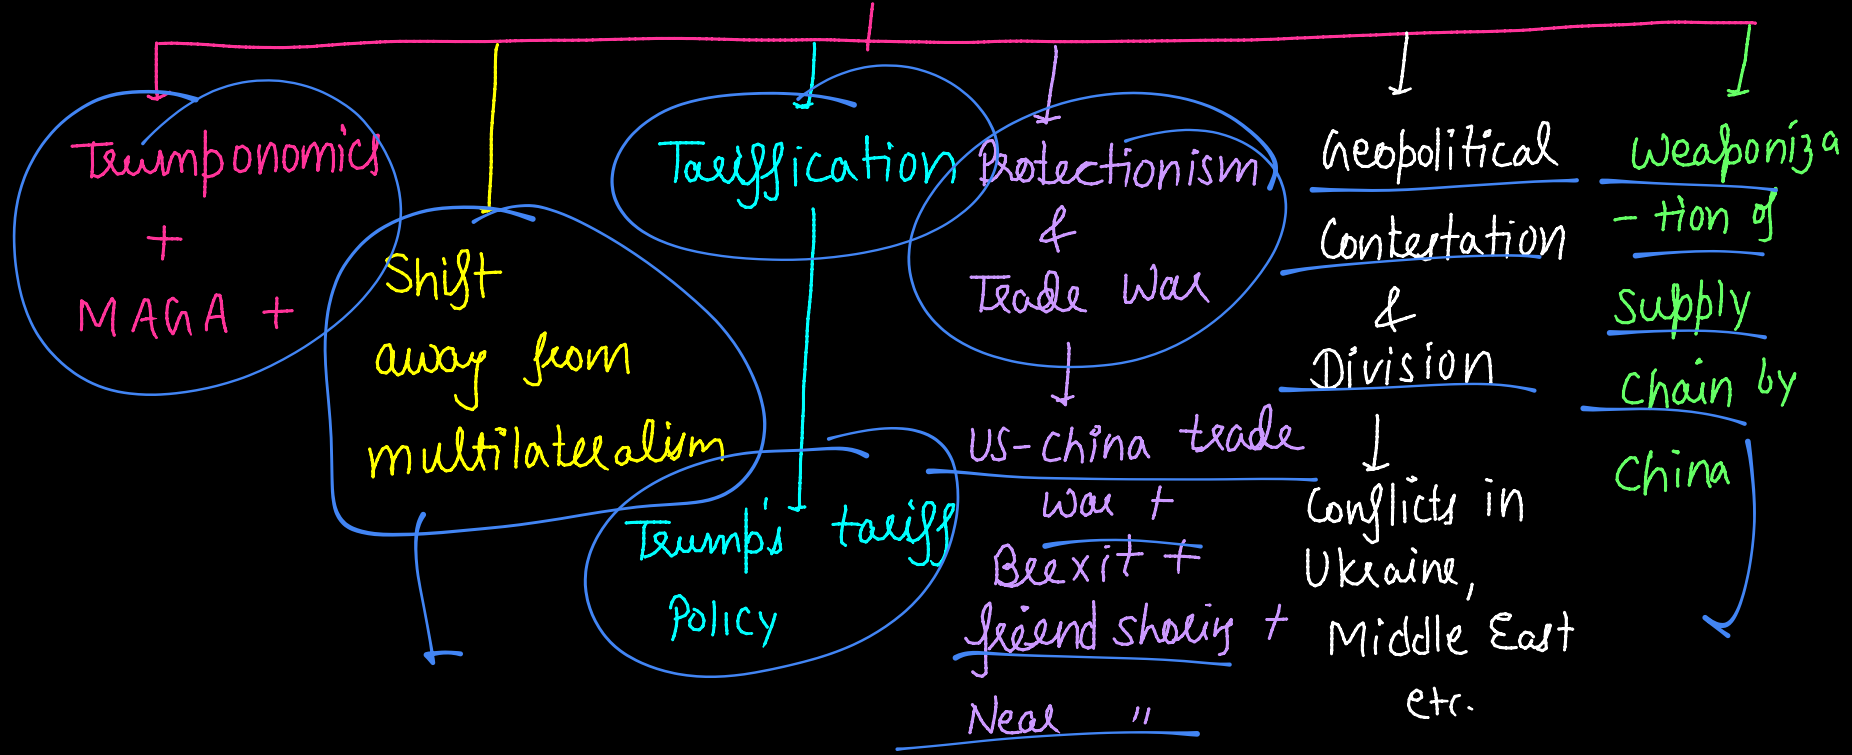 Trumponomics
+
MAGA +
Shift
away from
multilateralism
Tariffication
Trump's tariff
Policy
Protectionism
&
Trade War
US-China trade
War +
Brexit +
friend shoring +
Near "
Geopolitical
Contestation
&
Division
Conflicts in
Ukraine,
Middle East
etc.
Weaponiza
-tion of
Supply
Chain by
China